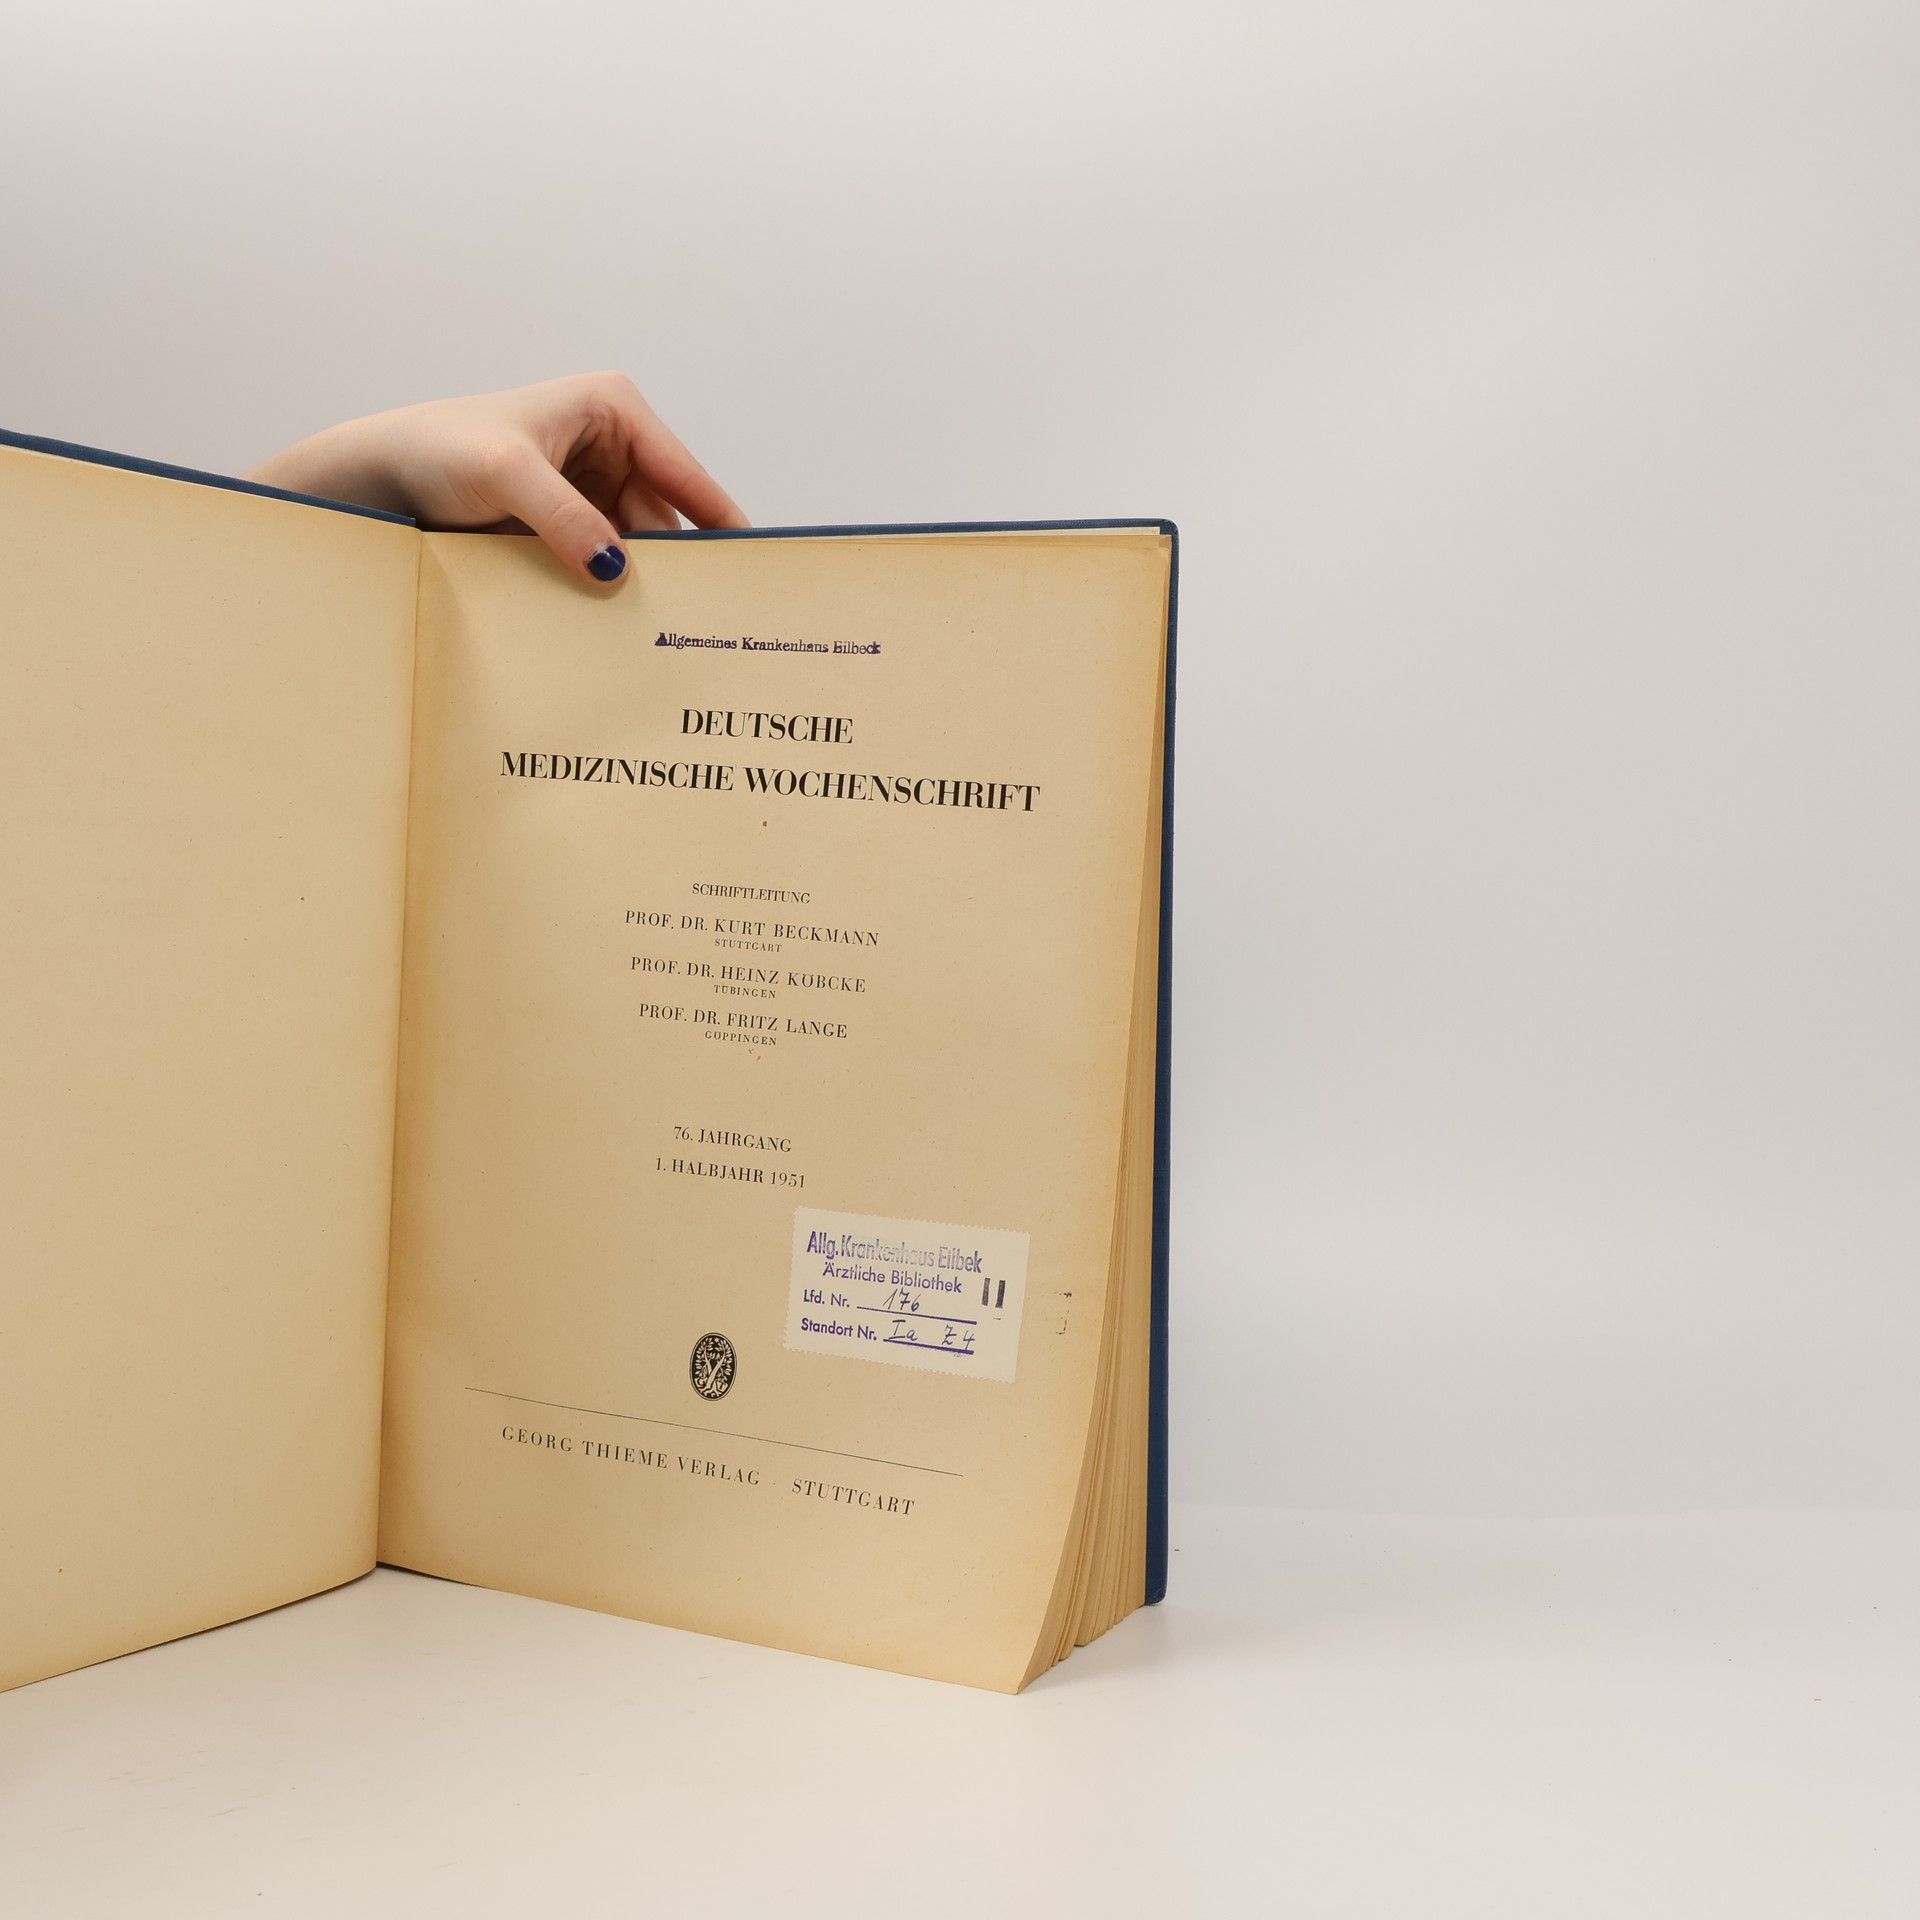 Allgemeines Krankenhaus Eilbeck
DEUTSCHE
MEDIZINISCHE WOCHENSCHRIFT
SCHRIFTLEITUNG
PROF. DR. KURT BECKMANN
STUTTGART
PROF. DR. HEINZ KÖBCKE
TÜBINGEN
PROF. DR. FRITZ LANGE
GÖPPINGEN
76. JAHRGANG
1. HALBJAHR 1951
Allg. Krankenhaus Eilbek
Ärztliche Bibliothek
Lfd. Nr. 176
Standort Nr. Ia Z 4
GEORG THIEME VERLAG · STUTTGART